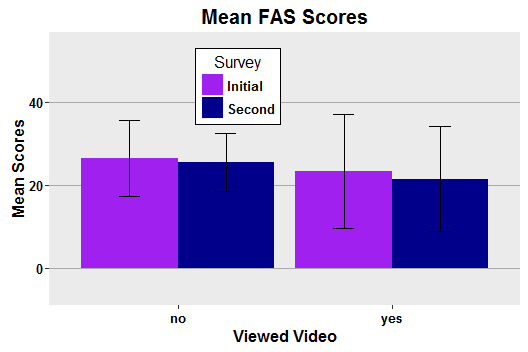 Mean FAS Scores
Survey
Initial
Second
Mean Scores
40
20
0
no
yes
Viewed Video